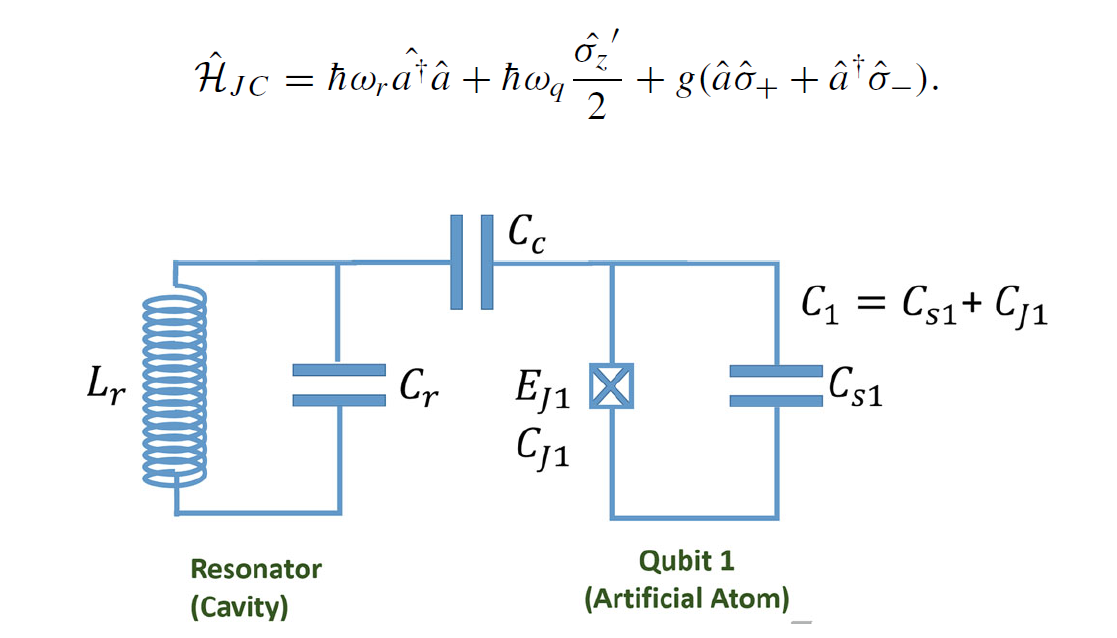 Ĥ_JC = ħω_r â†â + ħω_q σ̂_z′/2 + g(âσ̂₊ + â†σ̂₋).
C_c
C_1 = C_s1 + C_J1
L_r
C_r
E_J1
C_J1
C_s1
Resonator
(Cavity)
Qubit 1
(Artificial Atom)